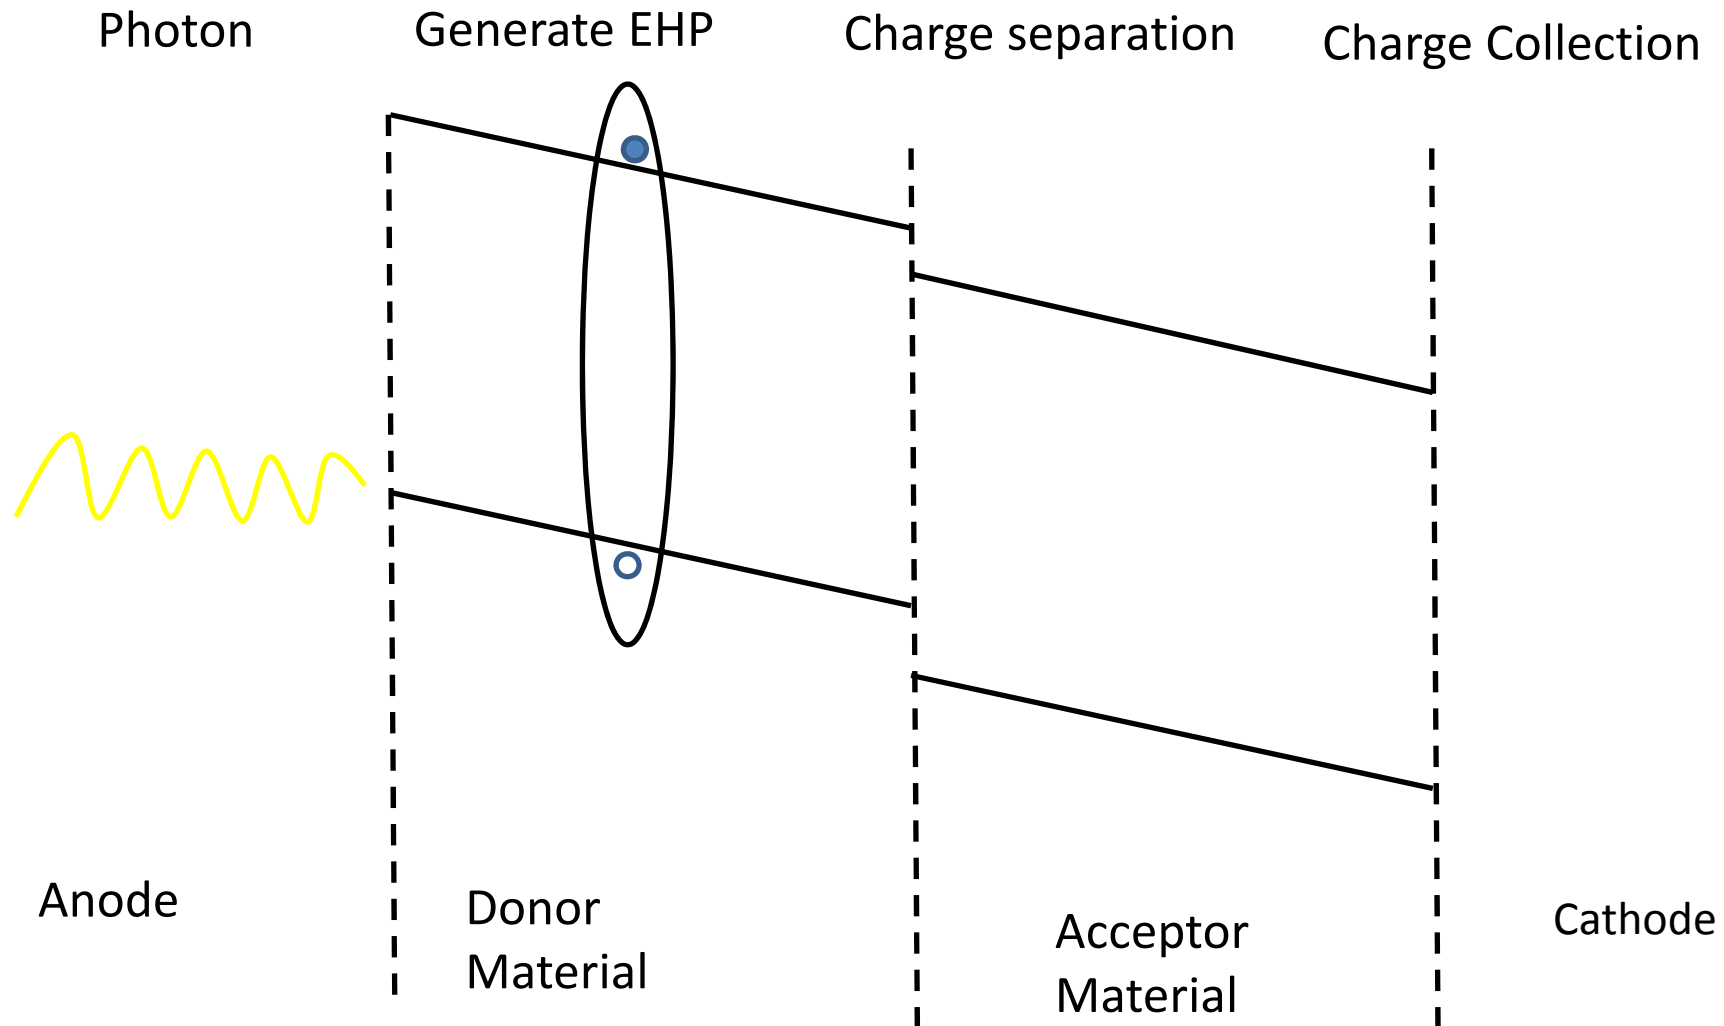 Photon
Generate EHP
Charge separation
Charge Collection
Anode
Donor
Material
Acceptor
Material
Cathode